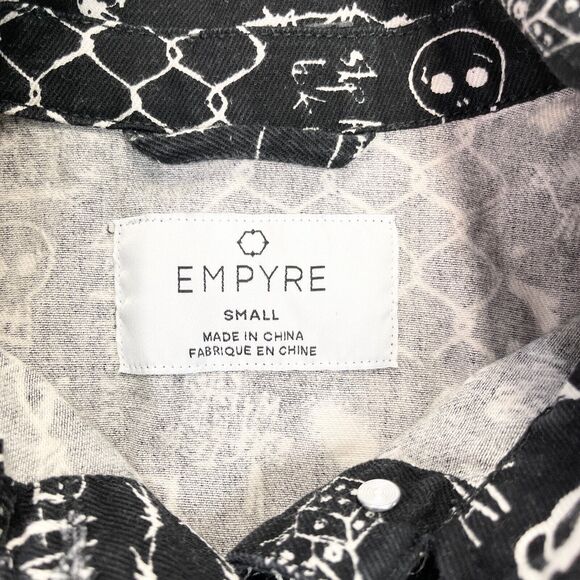 EMPYRE
SMALL
MADE IN CHINA
FABRIQUE EN CHINE